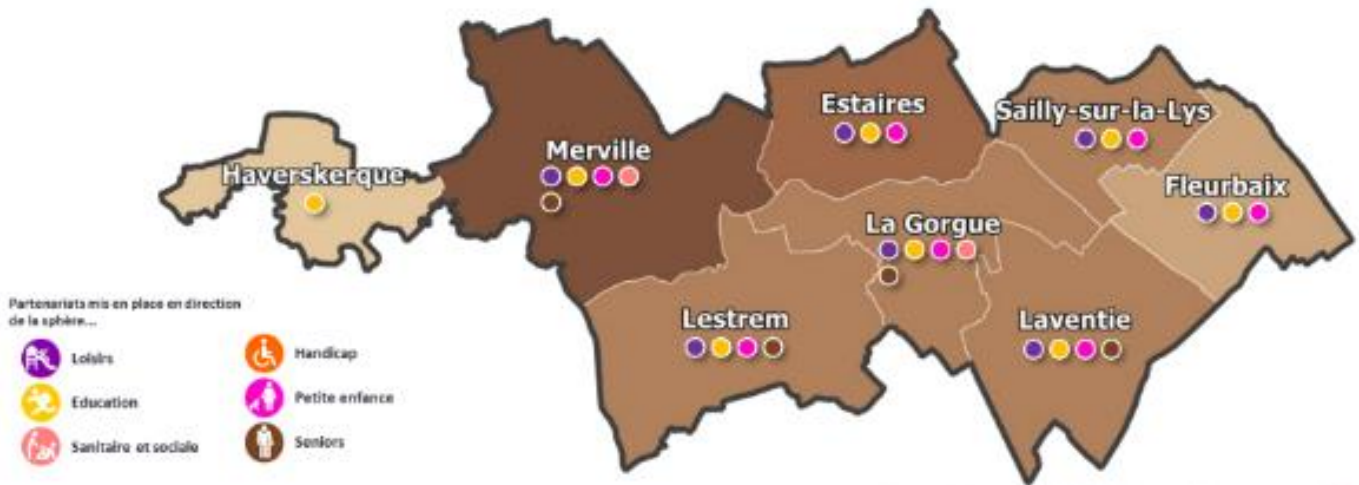 Estaires
Sailly-sur-la-Lys
Merville
Haverskerque
Fleurbaix
La Gorgue
Lestrem
Laventie
Partenariats mis en place en direction
de la sphère...
Loisirs
Education
Sanitaire et sociale
Handicap
Petite enfance
Seniors